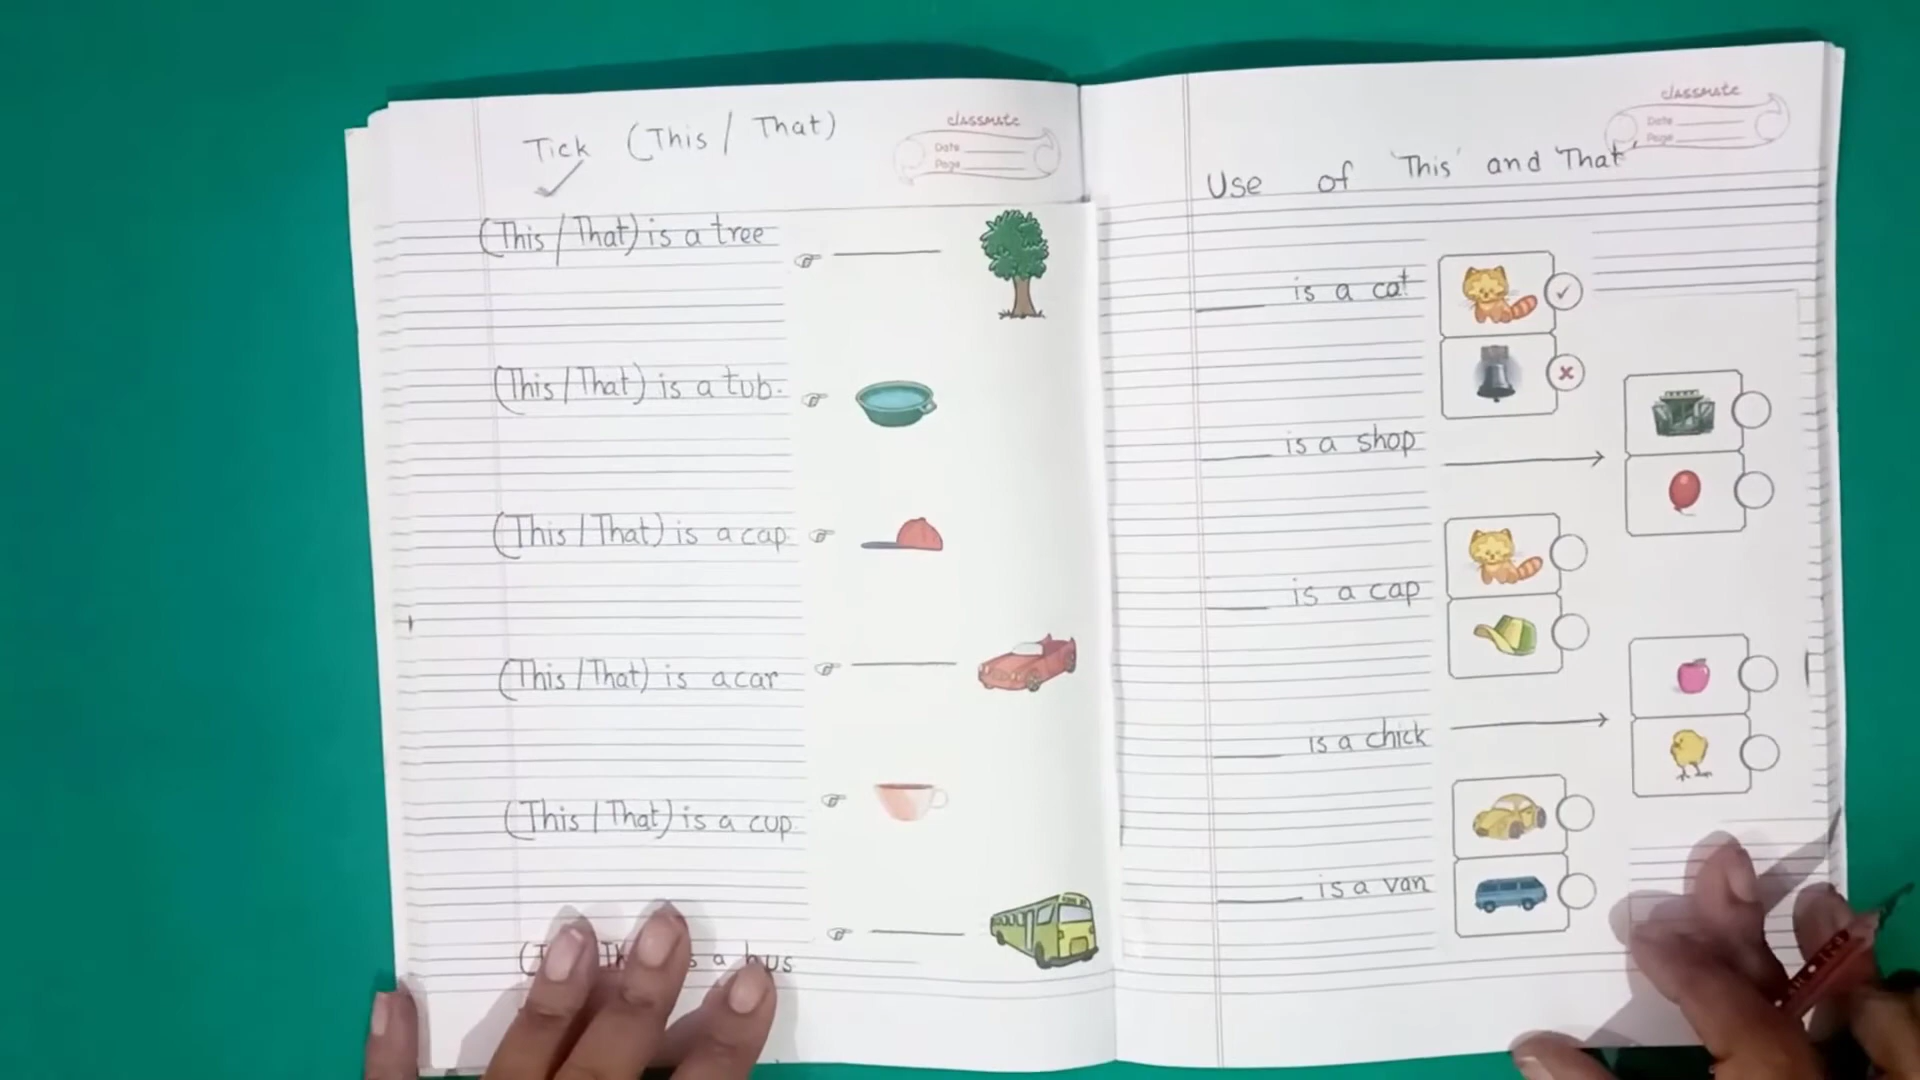 Tick (This / That)
classmate
Date
Page
(This / That) is a tree
(This / That) is a tub.
(This / That) is a cap.
(This / That) is a car
(This / That) is a cup.
is a bus
classmate
Date
Page
Use of 'This' and 'That'
is a cat
is a shop
is a cap
is a chick
is a van